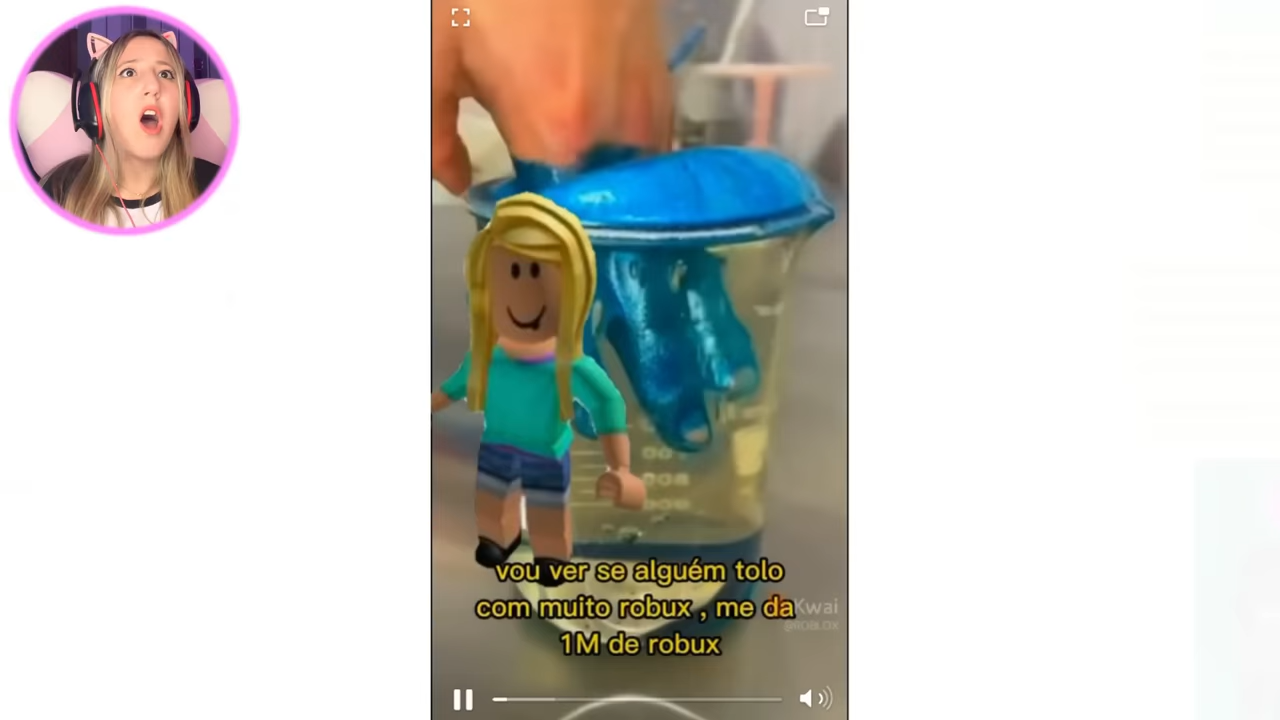 vou ver se alguém tolo
com muito robux , me da
1M de robux
Kwai